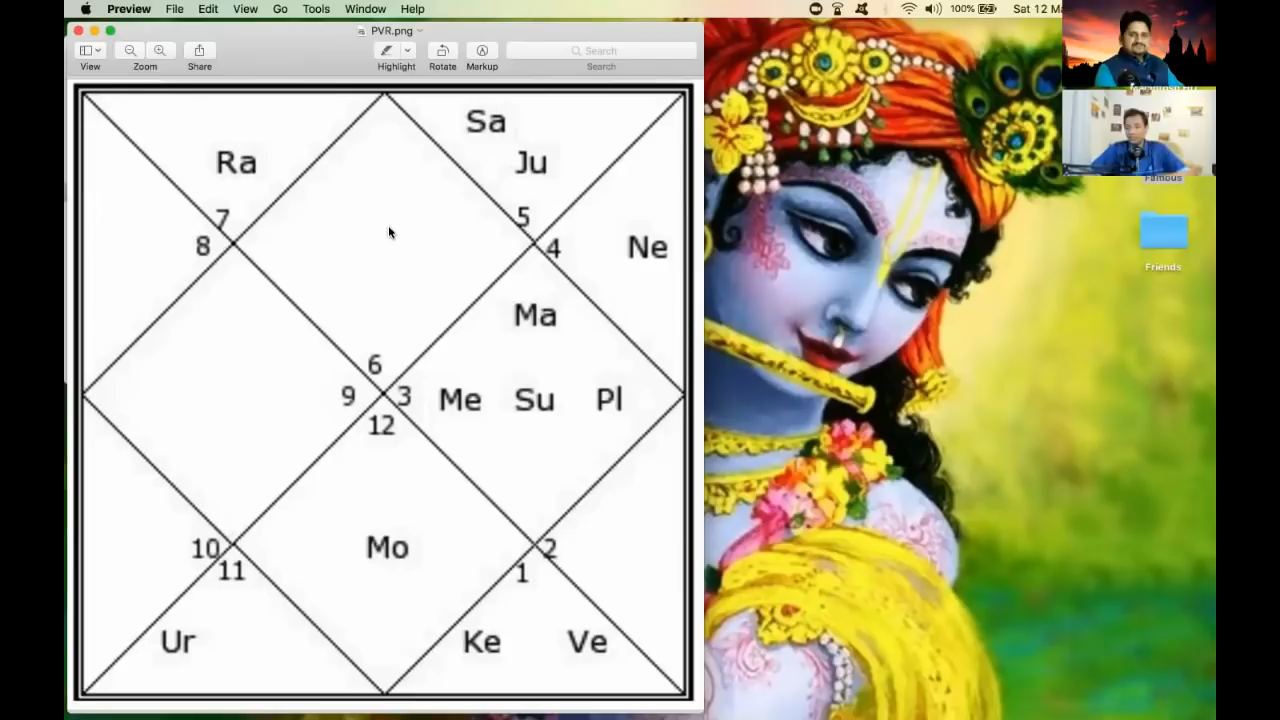 Preview File Edit View Go Tools Window Help 100% Sat 12 Ma
PVR.png
Search
View Zoom Share Highlight Rotate Markup Search
Sa
Ra Ju
7 5
8 4 Ne
Ma
6
9 3 Me Su Pl
12
10 Mo 2
11 1
Ur Ke Ve
Famous
Friends